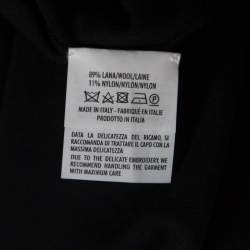 89% LANA/WOOL/LAINE
11% NYLON/NYLON/NYLON
MADE IN ITALY - FABRIQUÉ EN ITALIE
PRODOTTO IN ITALIA
DATA LA DELICATEZZA DEL RICAMO, SI
RACCOMANDA DI TRATTARE IL CAPO CON LA
MASSIMA DELICATEZZA
DUE TO THE DELICATE EMBROIDERY, WE
RECOMMEND HANDLING THE GARMENT
WITH MAXIMUM CARE